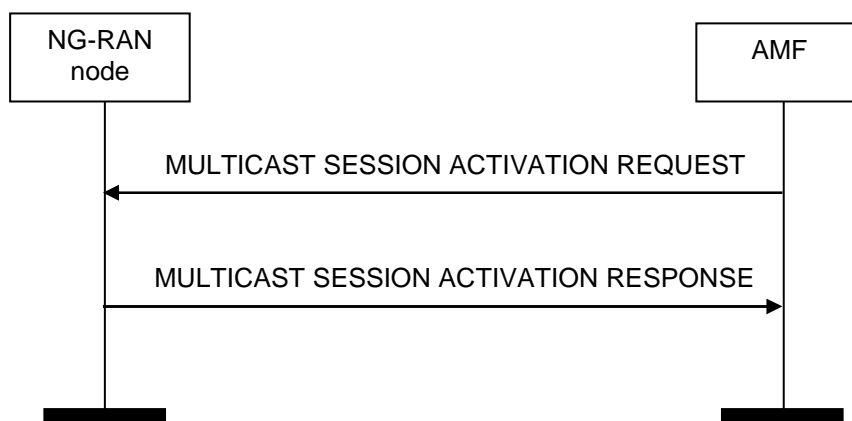 NG-RAN
node
AMF
MULTICAST SESSION ACTIVATION REQUEST
MULTICAST SESSION ACTIVATION RESPONSE